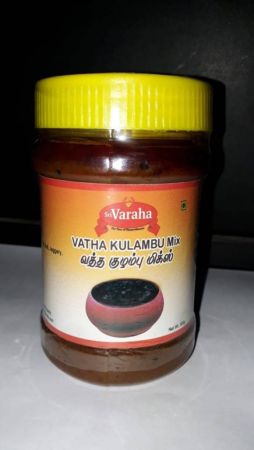 Sri Varaha
VATHA KULAMBU Mix
வத்த குழம்பு மிக்ஸ்